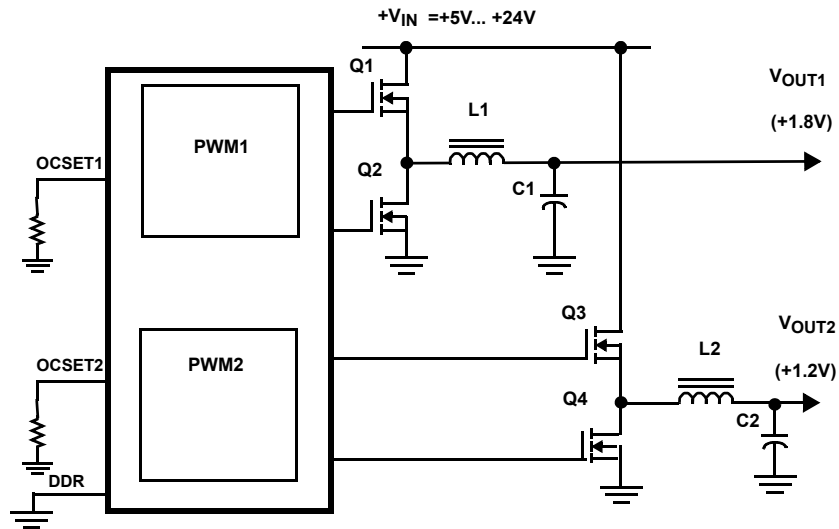 +VIN =+5V... +24V
Q1
VOUT1
L1
(+1.8V)
PWM1
OCSET1
Q2
C1
Q3
VOUT2
L2
OCSET2
PWM2
(+1.2V)
Q4
C2
DDR